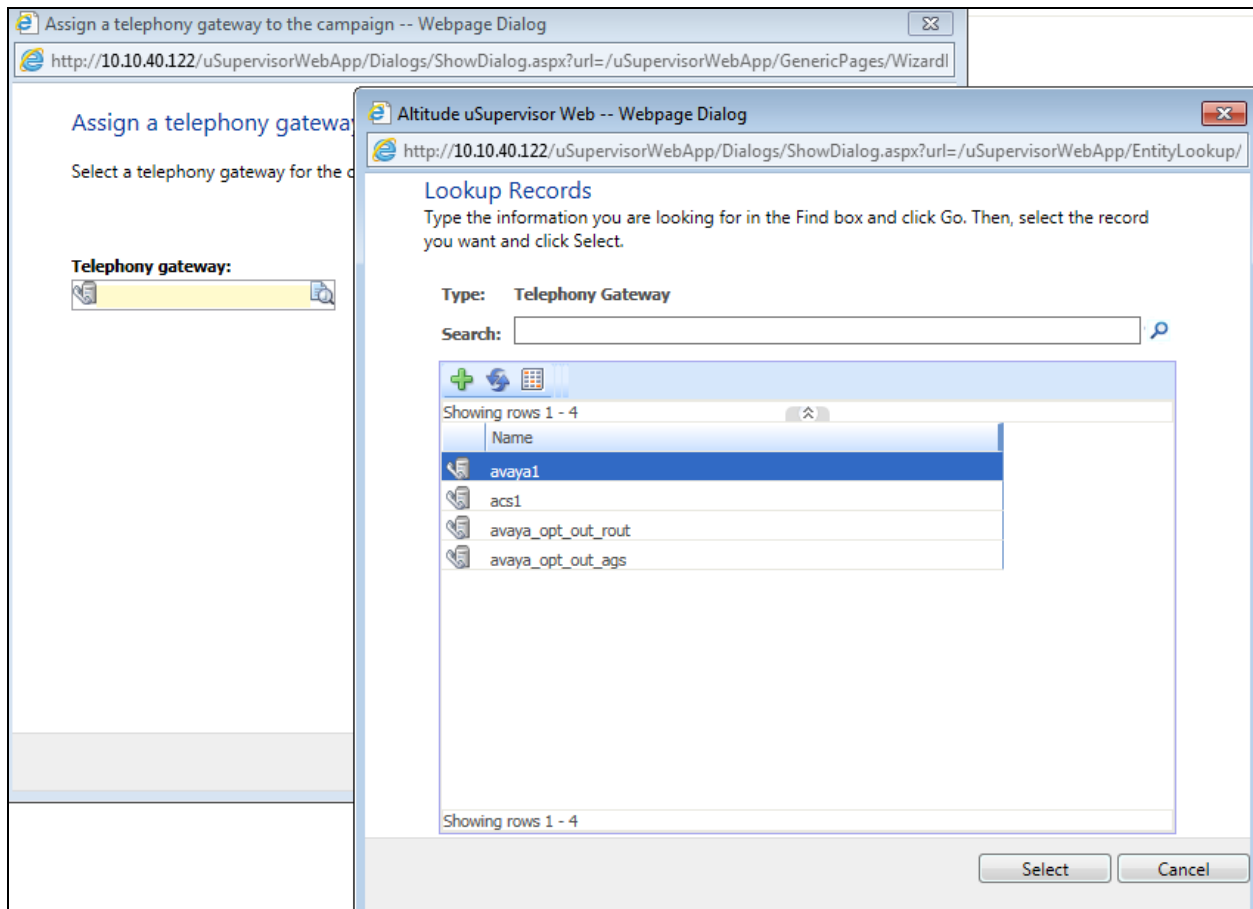 Assign a telephony gateway to the campaign -- Webpage Dialog
http://10.10.40.122/uSupervisorWebApp/Dialogs/ShowDialog.aspx?url=/uSupervisorWebApp/GenericPages/Wizardl
Assign a telephony gateway
Select a telephony gateway for the c
Telephony gateway:
Altitude uSupervisor Web -- Webpage Dialog
http://10.10.40.122/uSupervisorWebApp/Dialogs/ShowDialog.aspx?url=/uSupervisorWebApp/EntityLookup/
Lookup Records
Type the information you are looking for in the Find box and click Go. Then, select the record
you want and click Select.
Type: Telephony Gateway
Search:
Showing rows 1 - 4
Name
avaya1
acs1
avaya_opt_out_rout
avaya_opt_out_ags
Showing rows 1 - 4
Select Cancel